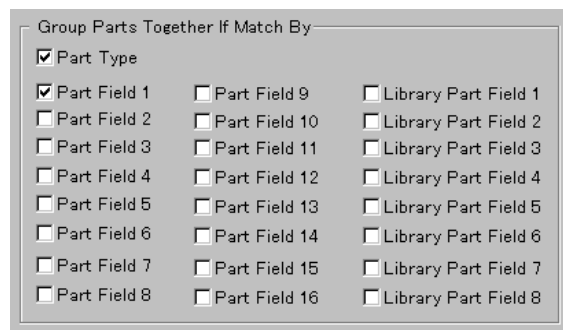 Group Parts Together If Match By
Part Type
Part Field 1 Part Field 9 Library Part Field 1
Part Field 2 Part Field 10 Library Part Field 2
Part Field 3 Part Field 11 Library Part Field 3
Part Field 4 Part Field 12 Library Part Field 4
Part Field 5 Part Field 13 Library Part Field 5
Part Field 6 Part Field 14 Library Part Field 6
Part Field 7 Part Field 15 Library Part Field 7
Part Field 8 Part Field 16 Library Part Field 8